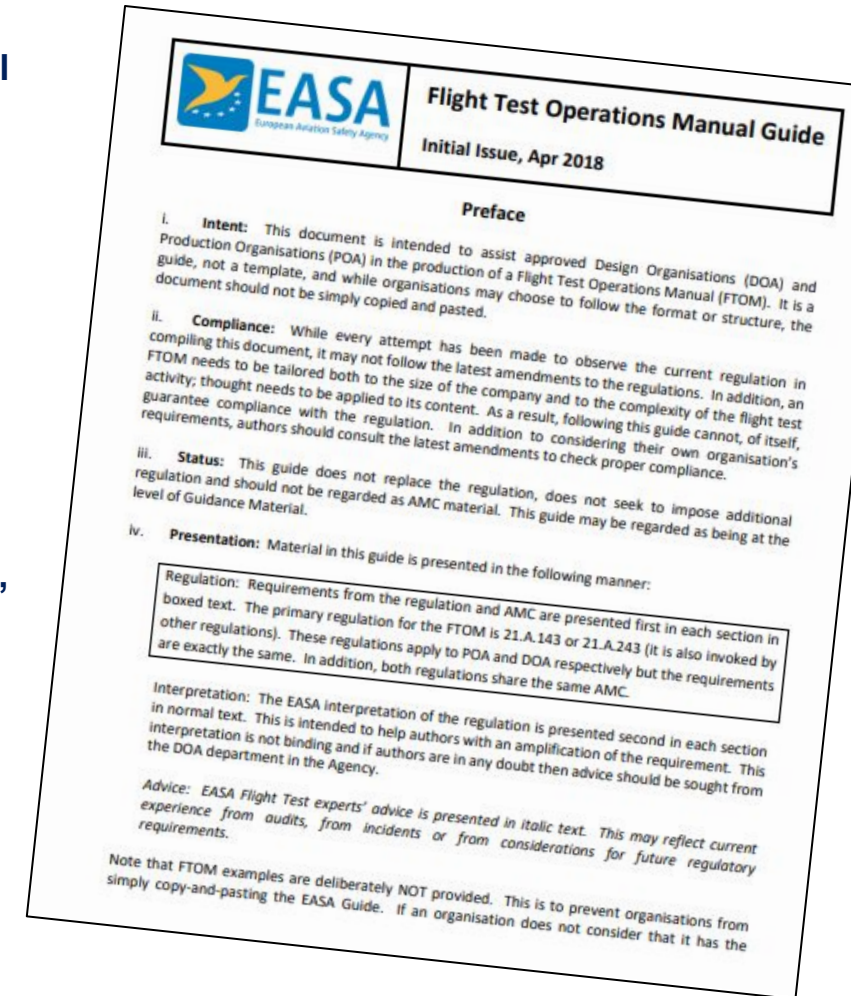 l
,
EASA
European Aviation Safety Agency
Flight Test Operations Manual Guide
Initial Issue, Apr 2018
Preface
i. Intent: This document is intended to assist approved Design Organisations (DOA) and
Production Organisations (POA) in the production of a Flight Test Operations Manual (FTOM). It is a
guide, not a template, and while organisations may choose to follow the format or structure, the
document should not be simply copied and pasted.
ii. Compliance: While every attempt has been made to observe the current regulation in
compiling this document, it may not follow the latest amendments to the regulations. In addition, an
FTOM needs to be tailored both to the size of the company and to the complexity of the flight test
activity; thought needs to be applied to its content. As a result, following this guide cannot, of itself,
guarantee compliance with the regulation. In addition to considering their own organisation's
requirements, authors should consult the latest amendments to check proper compliance.
iii. Status: This guide does not replace the regulation, does not seek to impose additional
regulation and should not be regarded as AMC material. This guide may be regarded as being at the
level of Guidance Material.
iv. Presentation: Material in this guide is presented in the following manner:
Regulation: Requirements from the regulation and AMC are presented first in each section in
boxed text. The primary regulation for the FTOM is 21.A.143 or 21.A.243 (it is also invoked by
other regulations). These regulations apply to POA and DOA respectively but the requirements
are exactly the same. In addition, both regulations share the same AMC.
Interpretation: The EASA interpretation of the regulation is presented second in each section
in normal text. This is intended to help authors with an amplification of the requirement. This
interpretation is not binding and if authors are in any doubt then advice should be sought from
the DOA department in the Agency.
Advice: EASA Flight Test experts' advice is presented in italic text. This may reflect current
experience from audits, from incidents or from considerations for future regulatory
requirements.
Note that FTOM examples are deliberately NOT provided. This is to prevent organisations from
simply copy-and-pasting the EASA Guide. If an organisation does not consider that it has the